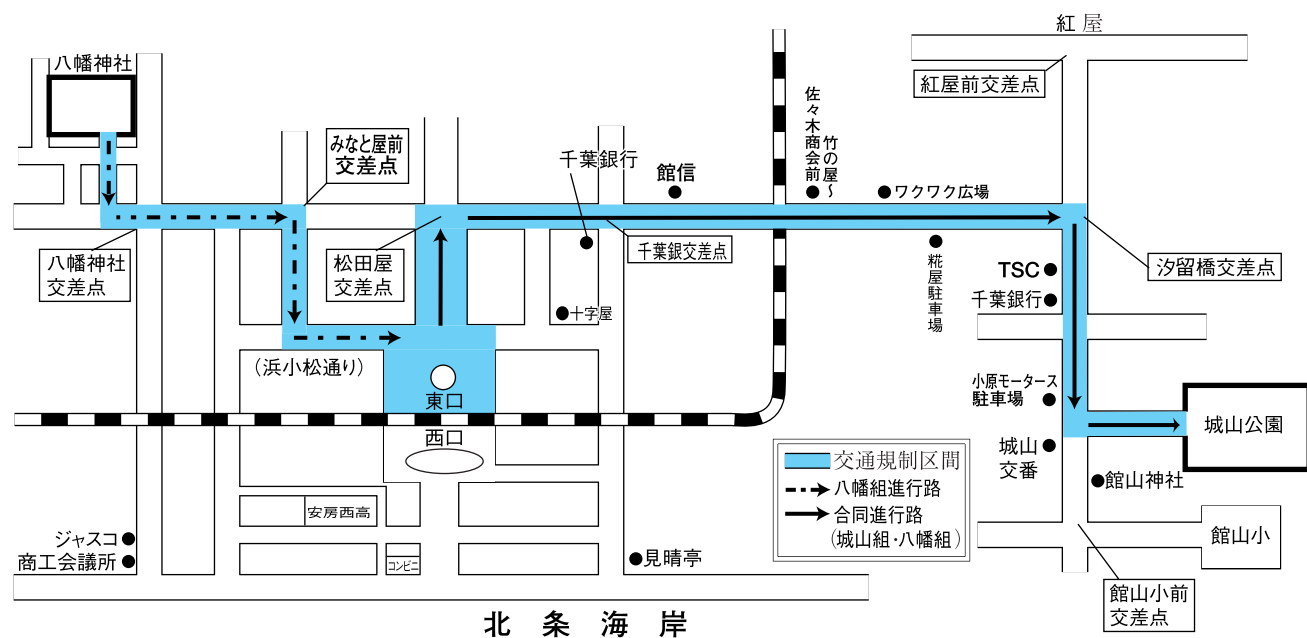 紅屋
八幡神社
紅屋前交差点
佐々木商会前
竹の屋～
みなと屋前
交差点
千葉銀行
館信
ワクワク広場
八幡神社
交差点
松田屋
交差点
千葉銀交差点
糀屋駐車場
汐留橋交差点
TSC
千葉銀行
十字屋
(浜小松通り)
小原モータース
駐車場
東口
西口
城山公園
城山
交番
館山神社
交通規制区間
八幡組進行路
合同進行路
(城山組・八幡組)
安房西高
ジャスコ
商工会議所
コンビニ
見晴亭
館山小
館山小前
交差点
北条海岸